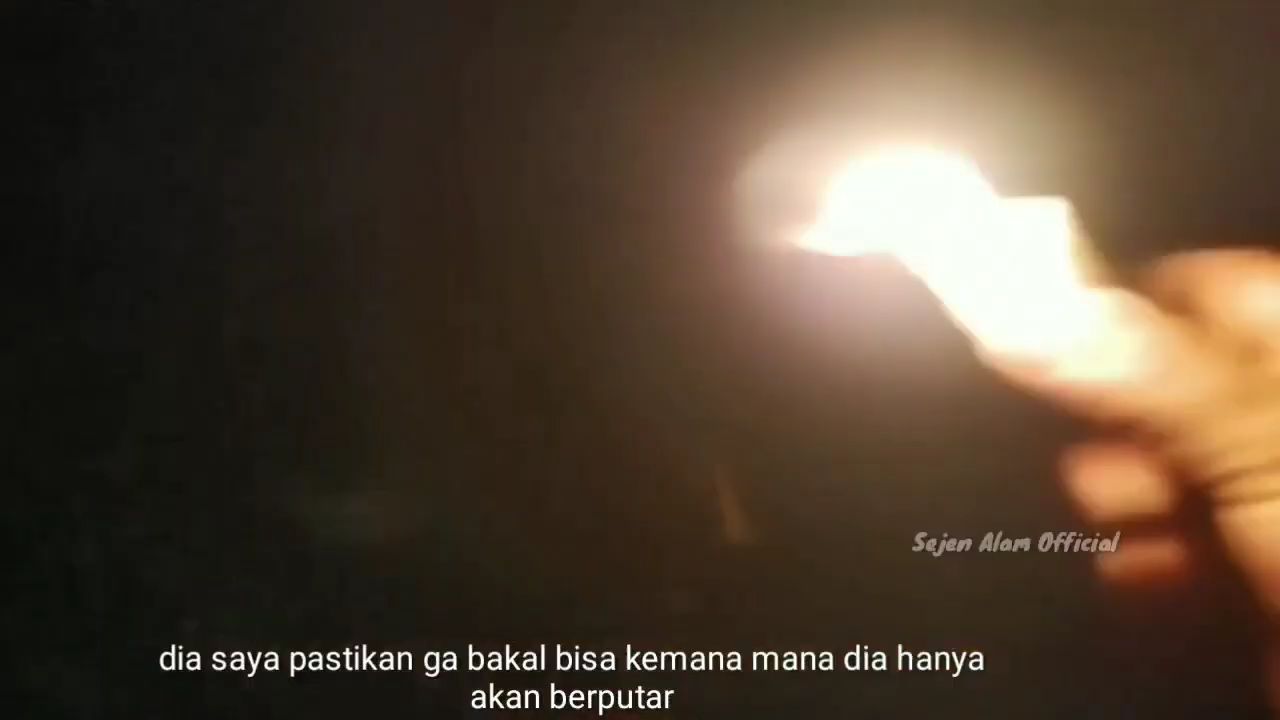 Sejen Alam Official
dia saya pastikan ga bakal bisa kemana mana dia hanya
akan berputar